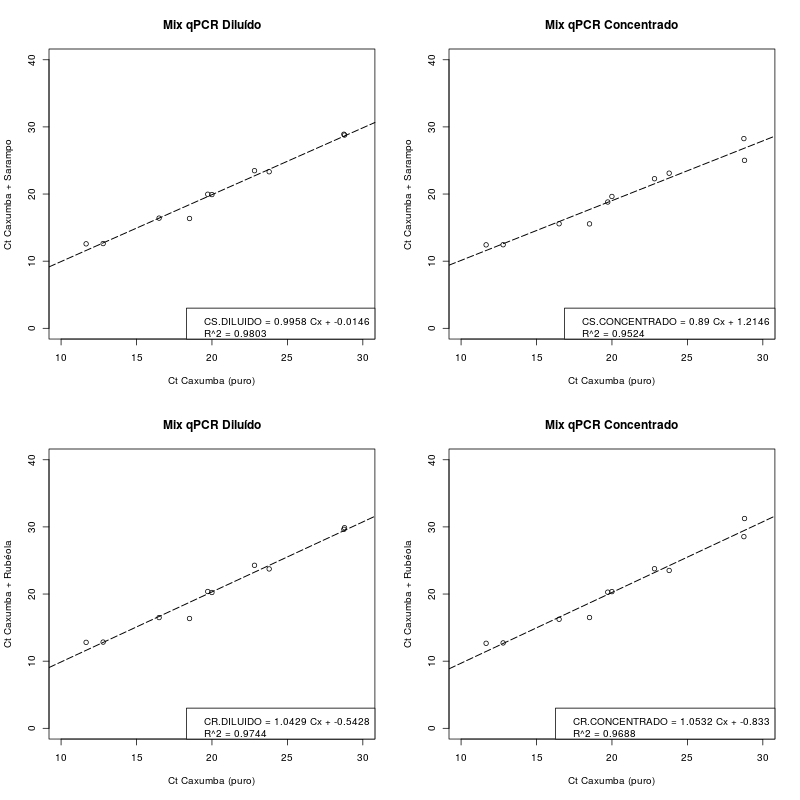 Mix qPCR Diluído
Ct Caxumba + Sarampo
40
30
20
10
0
CS.DILUIDO = 0.9958 Cx + -0.0146
R^2 = 0.9803
10 15 20 25 30
Ct Caxumba (puro)
Mix qPCR Concentrado
Ct Caxumba + Sarampo
40
30
20
10
0
CS.CONCENTRADO = 0.89 Cx + 1.2146
R^2 = 0.9524
10 15 20 25 30
Ct Caxumba (puro)
Mix qPCR Diluído
Ct Caxumba + Rubéola
40
30
20
10
0
CR.DILUIDO = 1.0429 Cx + -0.5428
R^2 = 0.9744
10 15 20 25 30
Ct Caxumba (puro)
Mix qPCR Concentrado
Ct Caxumba + Rubéola
40
30
20
10
0
CR.CONCENTRADO = 1.0532 Cx + -0.833
R^2 = 0.9688
10 15 20 25 30
Ct Caxumba (puro)